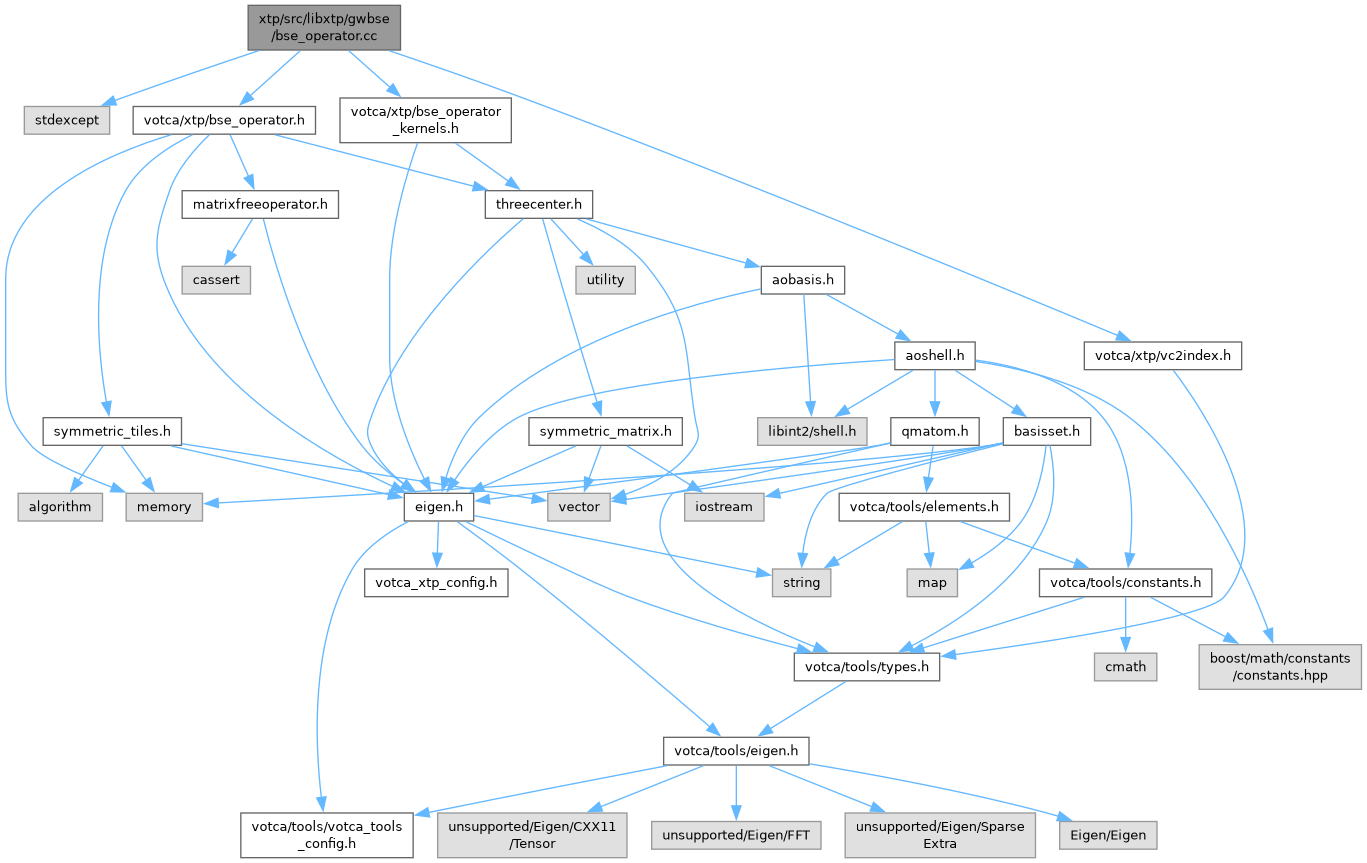 xtp/src/libxtp/gwbse
/bse_operator.cc
stdexcept
votca/xtp/bse_operator.h
votca/xtp/bse_operator
_kernels.h
matrixfreeoperator.h
threecenter.h
cassert
utility
aobasis.h
aoshell.h
votca/xtp/vc2index.h
symmetric_tiles.h
symmetric_matrix.h
libint2/shell.h
qmatom.h
basisset.h
algorithm
memory
eigen.h
vector
iostream
votca/tools/elements.h
votca_xtp_config.h
string
map
votca/tools/constants.h
votca/tools/types.h
cmath
boost/math/constants
/constants.hpp
votca/tools/eigen.h
votca/tools/votca_tools
_config.h
unsupported/Eigen/CXX11
/Tensor
unsupported/Eigen/FFT
unsupported/Eigen/Sparse
Extra
Eigen/Eigen